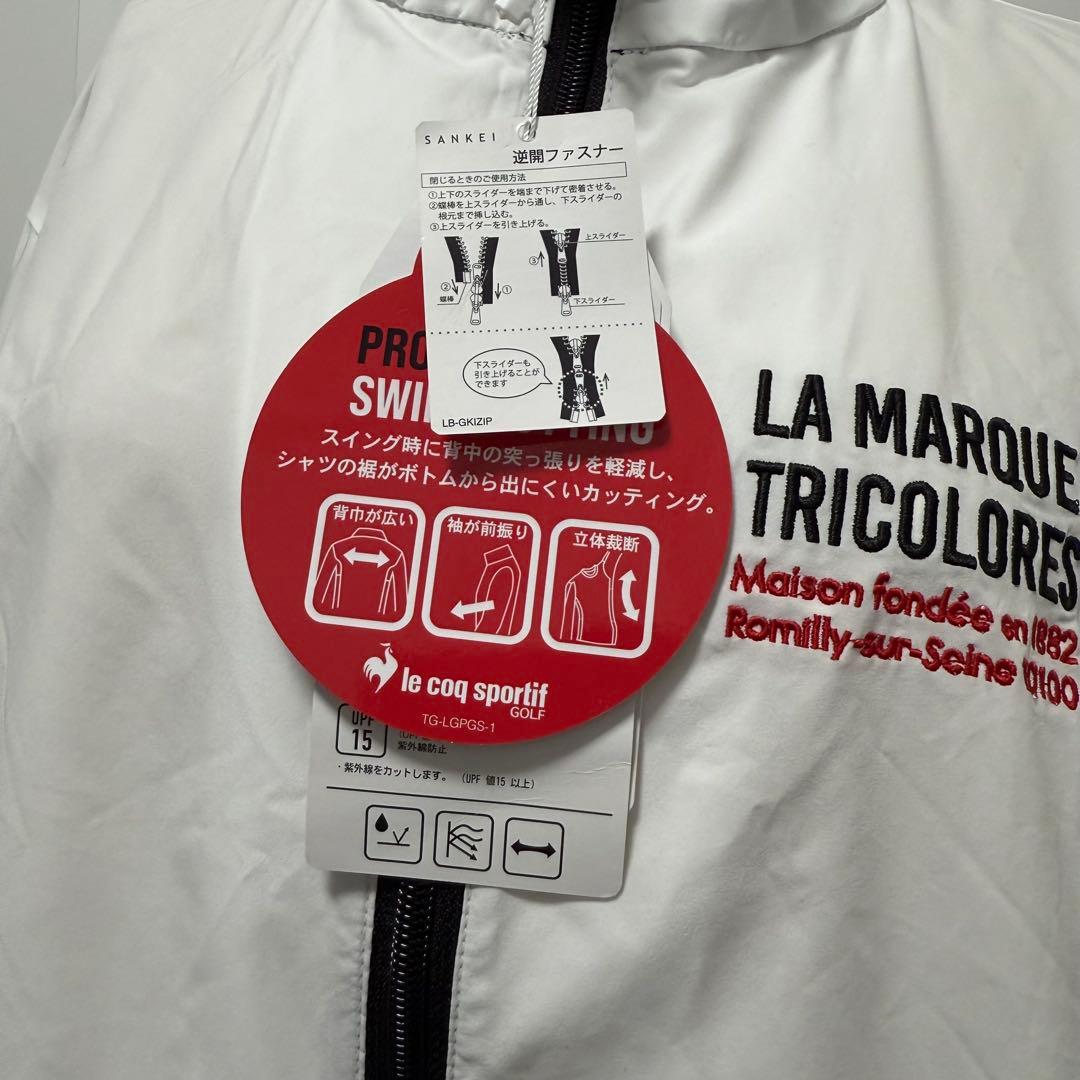 SANKEI
逆開ファスナー
閉じるときのご使用方法
①上下のスライダーを端まで下げて密着させる。
②蝶棒を上スライダーから通し、下スライダーの
根元まで挿し込む。
③上スライダーを引き上げる。
上スライダー
③
②
①
蝶棒
下スライダー
下スライダーも
引き上げることが
できます
LB-GKIZIP
スイング時に背中の突っ張りを軽減し、
シャツの裾がボトムから出にくいカッティング。
背巾が広い
袖が前振り
立体裁断
le coq sportif
GOLF
TG-LGPGS-1
UPF
15
紫外線防止
・紫外線をカットします。 (UPF 値15 以上)
LA MARQUE
TRICOLORES
Maison fondée en 1882
Romilly-sur-Seine 10100